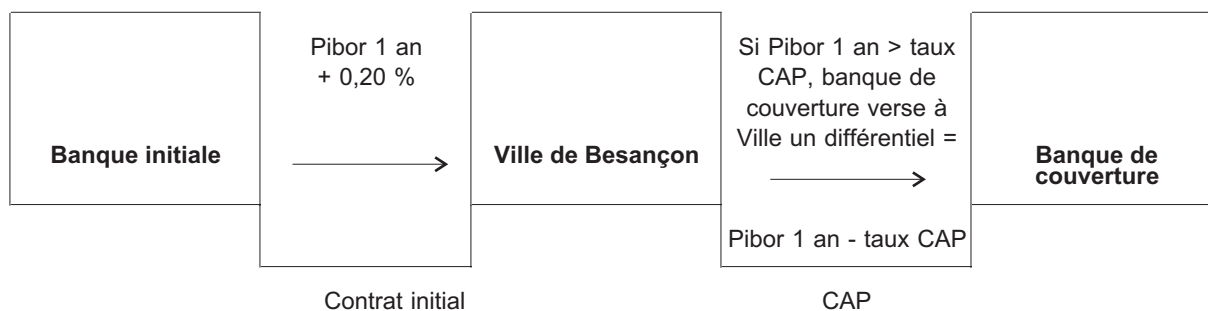 Banque initiale
Pibor 1 an
+ 0,20 %
Ville de Besançon
Si Pibor 1 an > taux
CAP, banque de
couverture verse à
Ville un différentiel =
Pibor 1 an - taux CAP
Banque de
couverture
Contrat initial
CAP